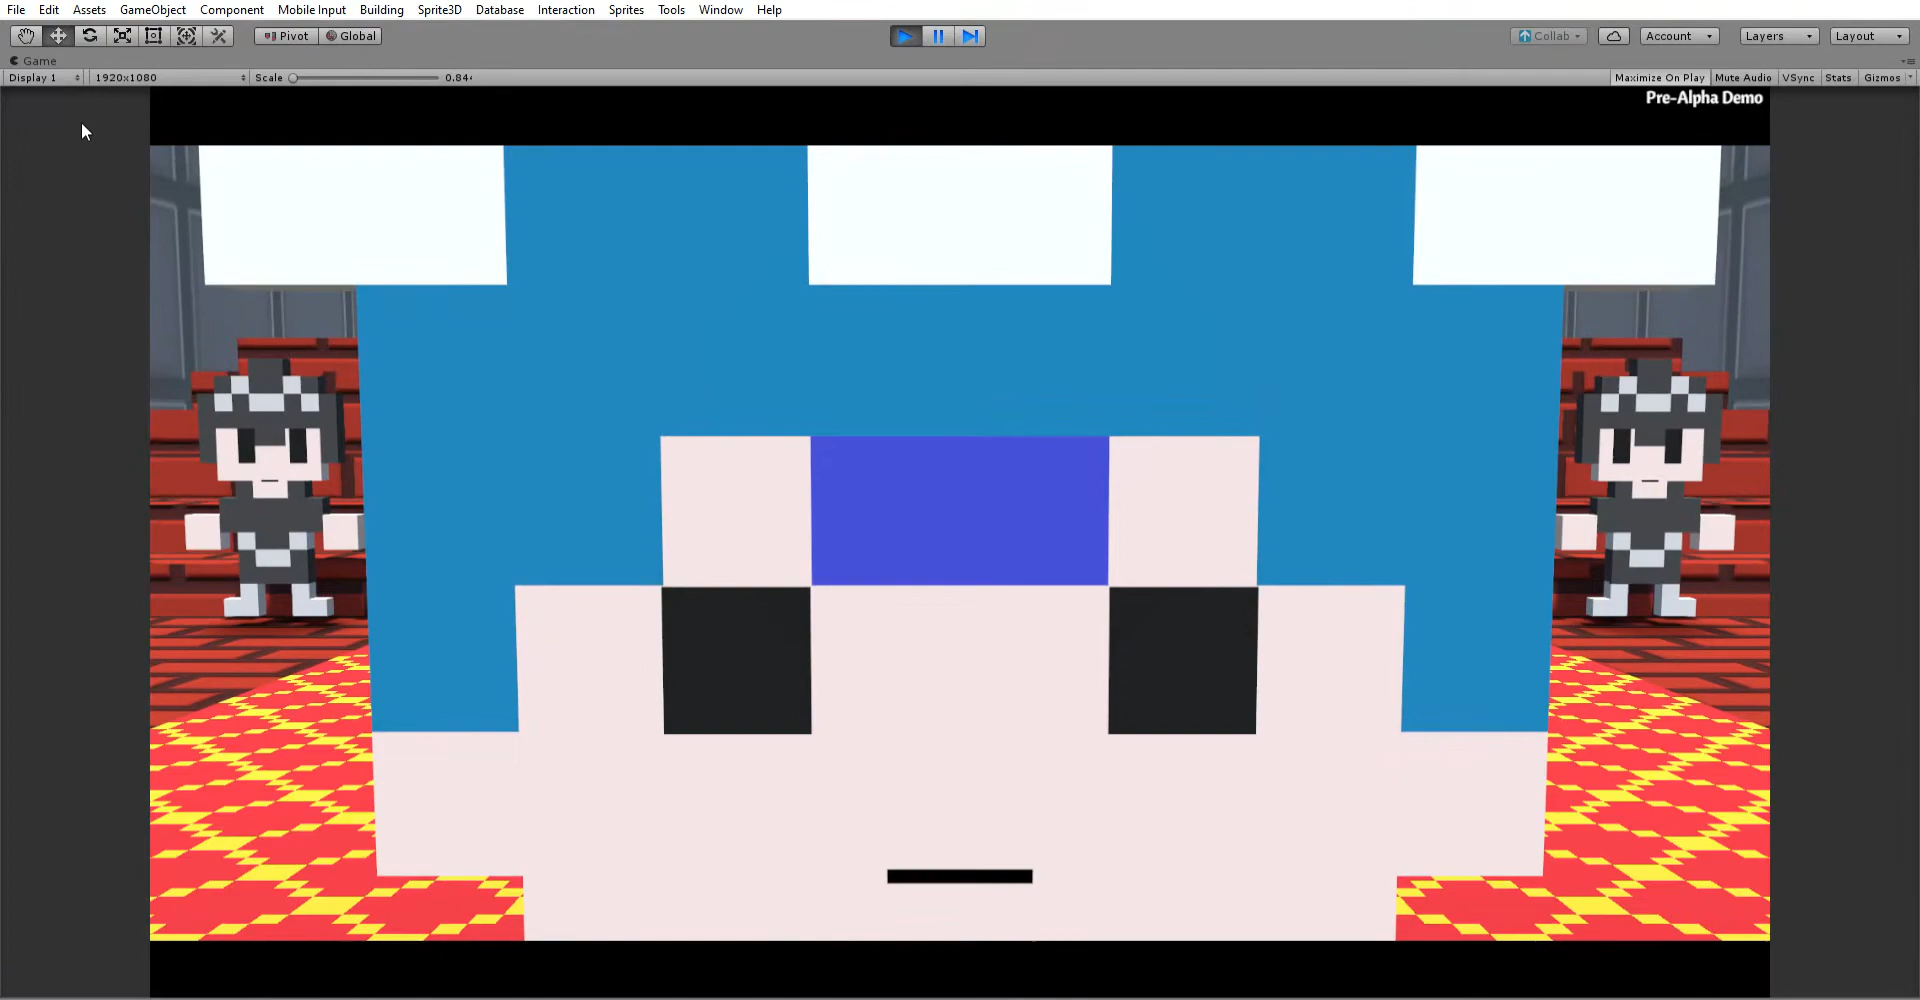 File Edit Assets GameObject Component Mobile Input Building Sprite3D Database Interaction Sprites Tools Window Help
Pivot Global Collab Account Layers Layout
Game
Display 1 1920x1080 Scale 0.84 Maximize On Play Mute Audio VSync Stats Gizmos
Pre-Alpha Demo